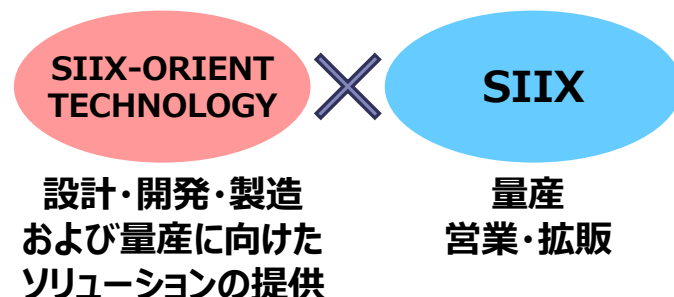 SIIX-ORIENT
TECHNOLOGY
SIIX
設計・開発・製造
および量産に向けた
ソリューションの提供
量産
営業・拡販